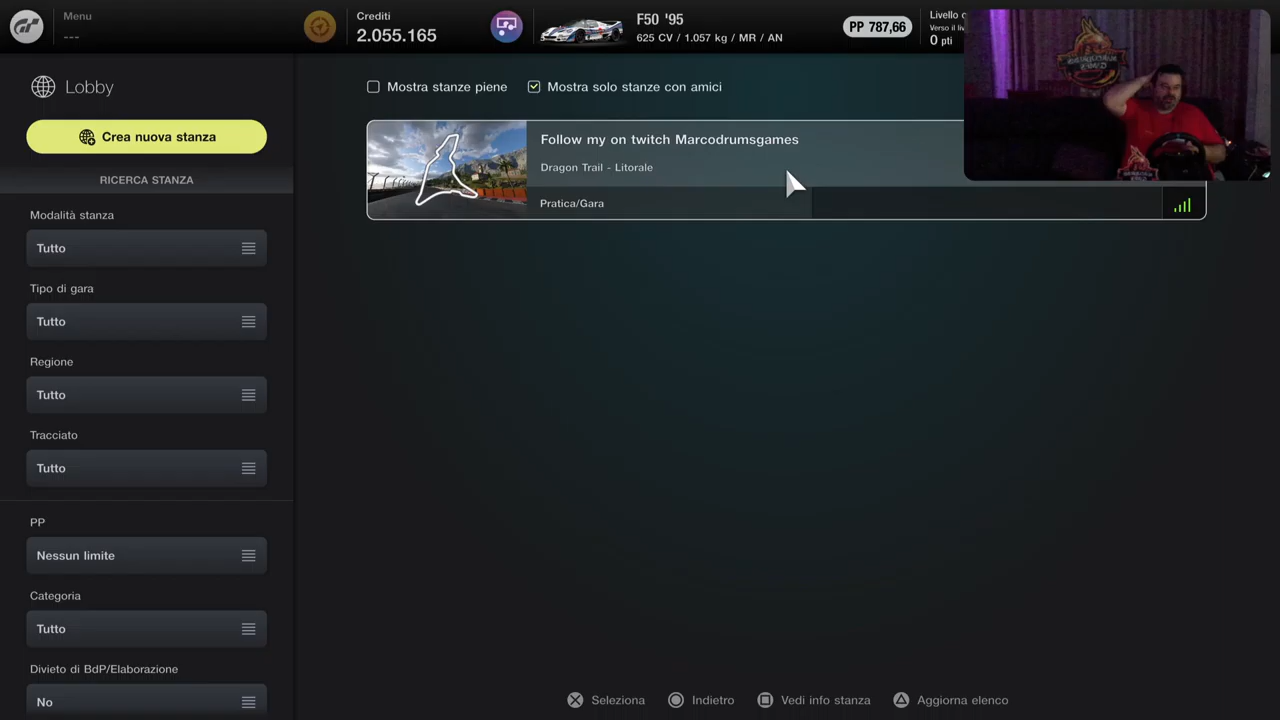 Menu
---
Crediti
2.055.165
F50 '95
625 CV / 1.057 kg / MR / AN
PP 787,66
Livello
Verso il
0 pti
Lobby
Crea nuova stanza
RICERCA STANZA
Modalità stanza
Tutto
Tipo di gara
Tutto
Regione
Tutto
Tracciato
Tutto
PP
Nessun limite
Categoria
Tutto
Divieto di BdP/Elaborazione
No
Mostra stanze piene
Mostra solo stanze con amici
Follow my on twitch Marcodrumsgames
Dragon Trail - Litorale
Pratica/Gara
Seleziona
Indietro
Vedi info stanza
Aggiorna elenco